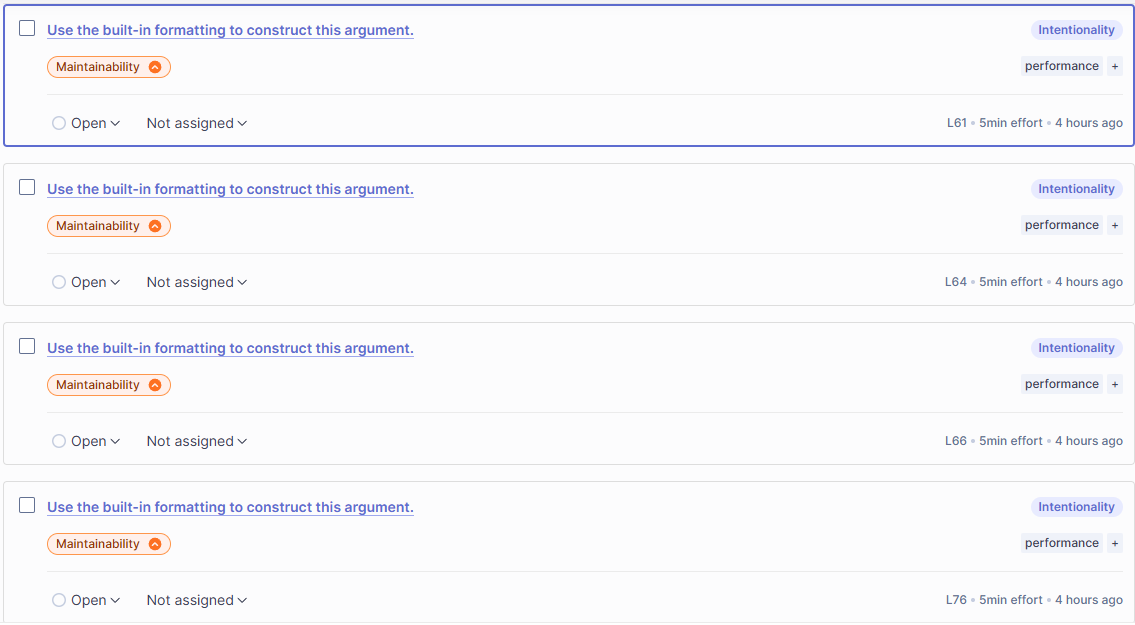 Use the built-in formatting to construct this argument. Intentionality
Maintainability performance +
Open Not assigned L61 • 5min effort • 4 hours ago
Use the built-in formatting to construct this argument. Intentionality
Maintainability performance +
Open Not assigned L64 • 5min effort • 4 hours ago
Use the built-in formatting to construct this argument. Intentionality
Maintainability performance +
Open Not assigned L66 • 5min effort • 4 hours ago
Use the built-in formatting to construct this argument. Intentionality
Maintainability performance +
Open Not assigned L76 • 5min effort • 4 hours ago